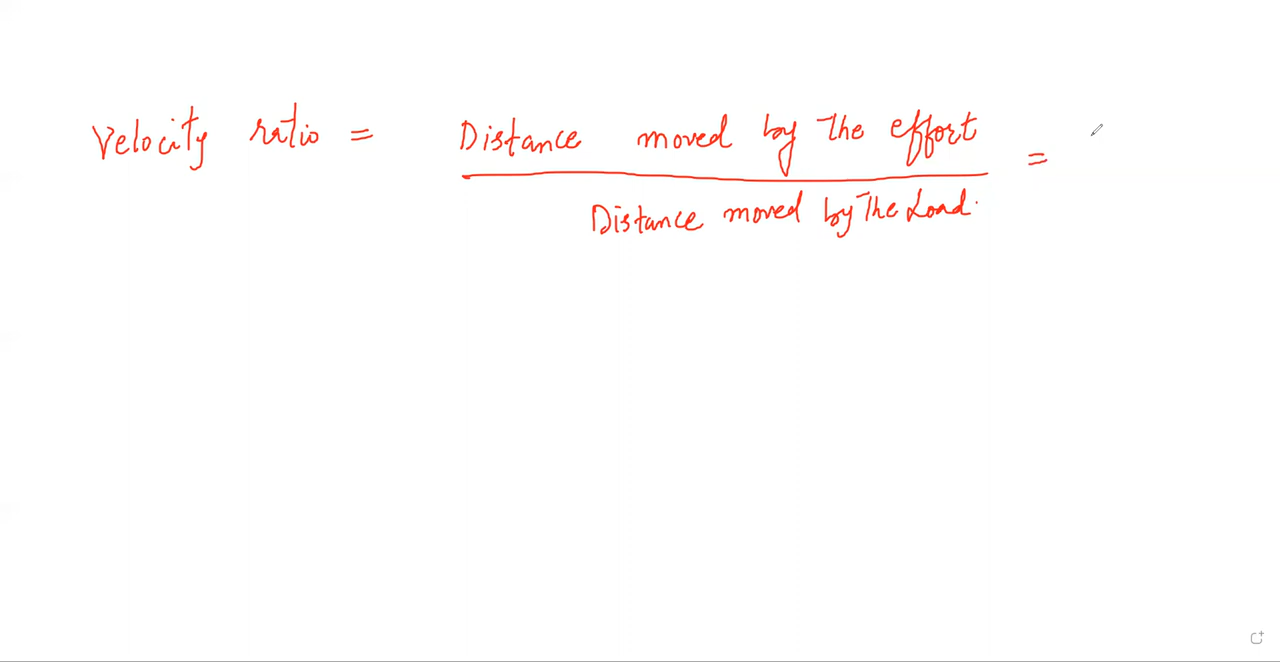 Velocity ratio = Distance moved by The effort =
Distance moved by The Load.